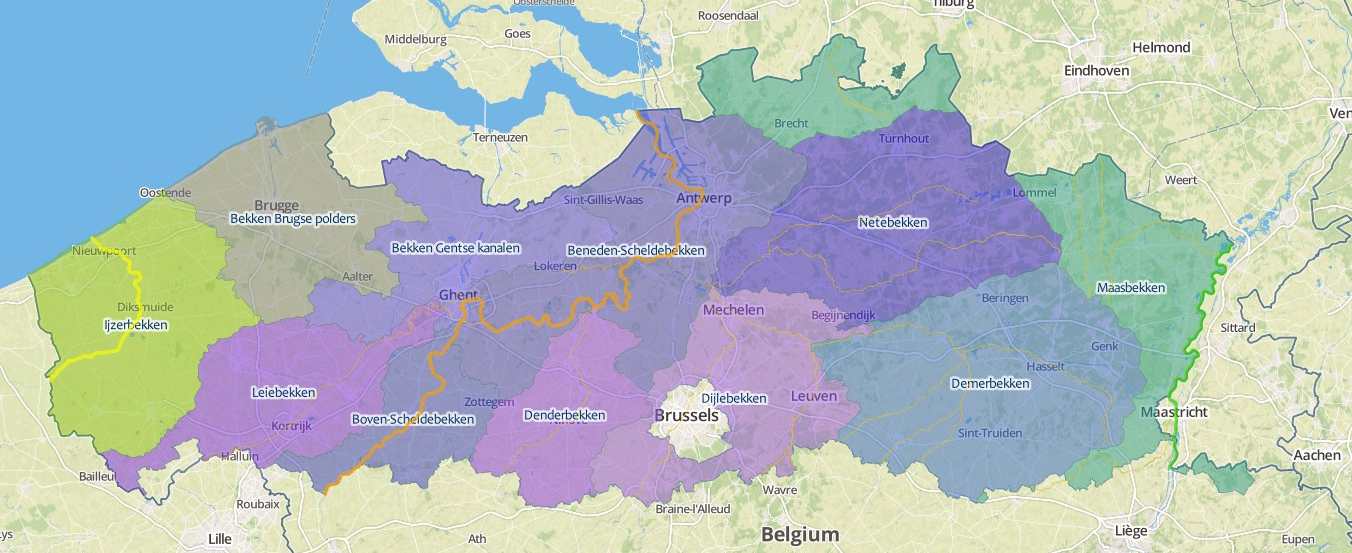 Oosterschelde
Tilburg
Roosendaal
Middelburg
Goes
Helmond
Eindhoven
Ven
Brecht
Terneuzen
Turnhout
Weert
Oostende
Lommel
Sint-Gillis-Waas
Antwerp
Brugge
Bekken Brugse polders
Netebekken
Nieuwpoort
Bekken Gentse kanalen
Beneden-Scheldebekken
Lokeren
Aalter
Maasbekken
Ghent
Beringen
Diksmuide
Mechelen
Begijnendijk
Ijzerbekken
Sittard
Genk
Hasselt
Demerbekken
Leiebekken
Dijlebekken
Leuven
Zottegem
Maastricht
Denderbekken
Brussels
Boven-Scheldebekken
Ninove
Kortrijk
Sint-Truiden
Halluin
Aachen
Bailleul
Wavre
Roubaix
Braine-l'Alleud
Liège
Belgium
Lys
Lille
Ath
Eupen